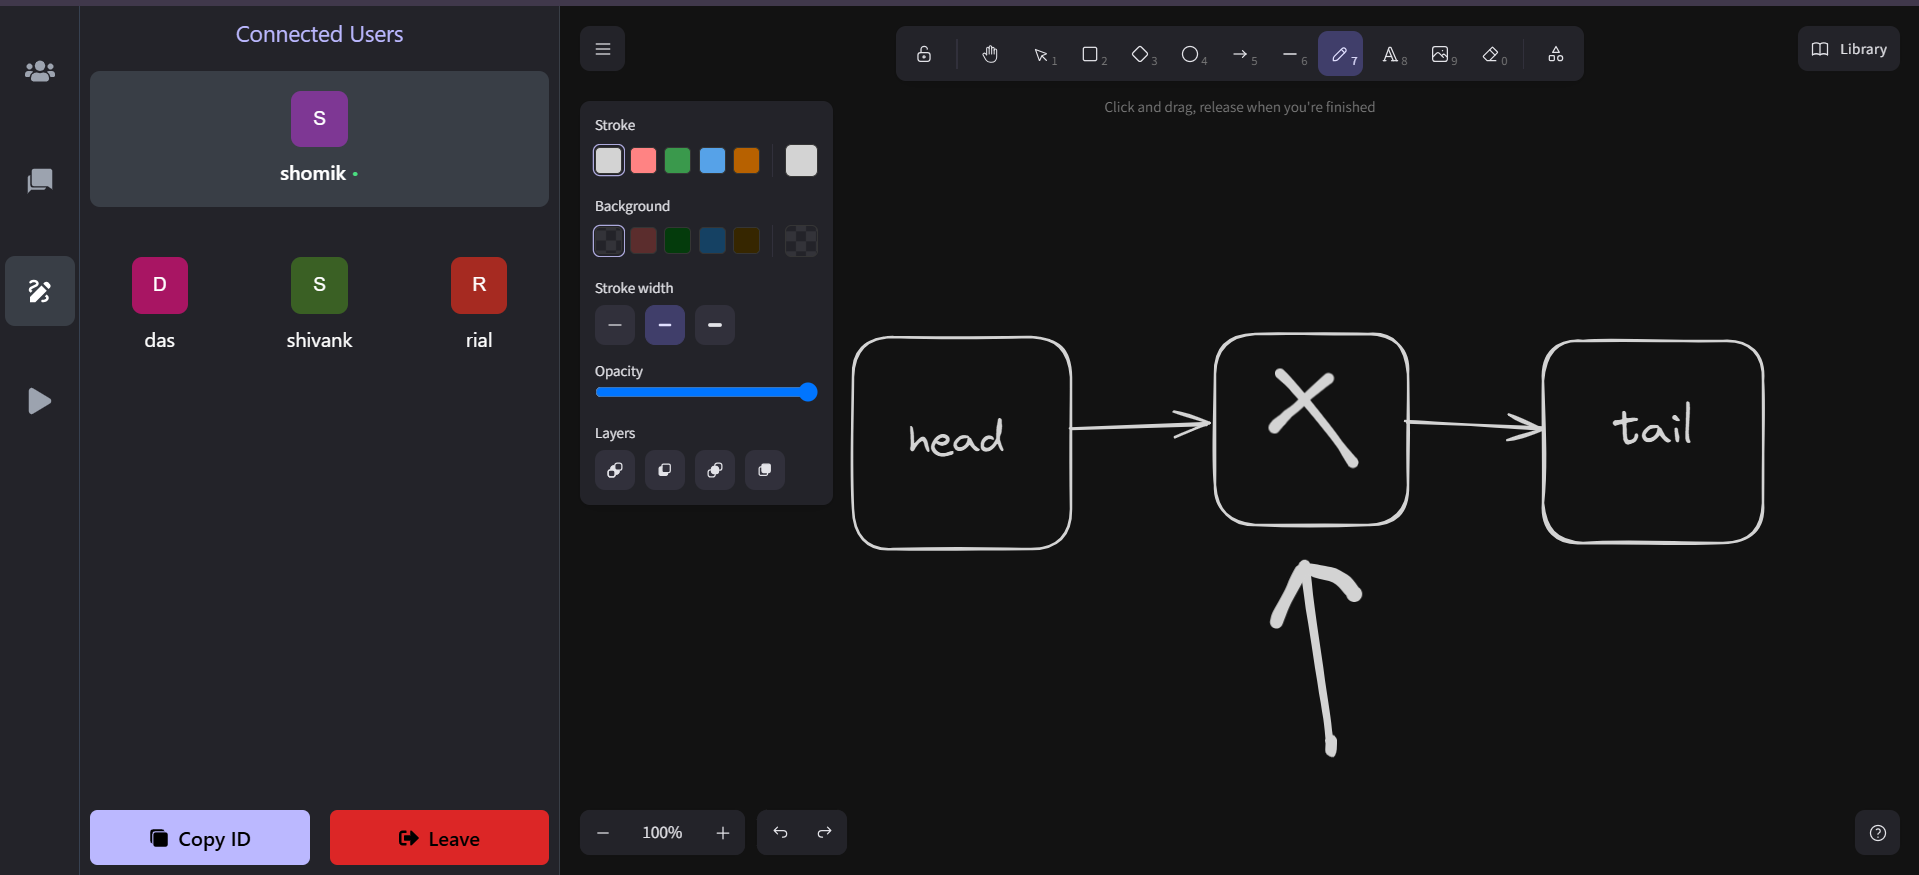 Connected Users
S
shomik
D
das
S
shivank
R
rial
Copy ID
Leave
1
2
3
4
5
6
7
A 8
9
0
Library
Click and drag, release when you're finished
Stroke
Background
Stroke width
Opacity
Layers
head
X
tail
100%
?